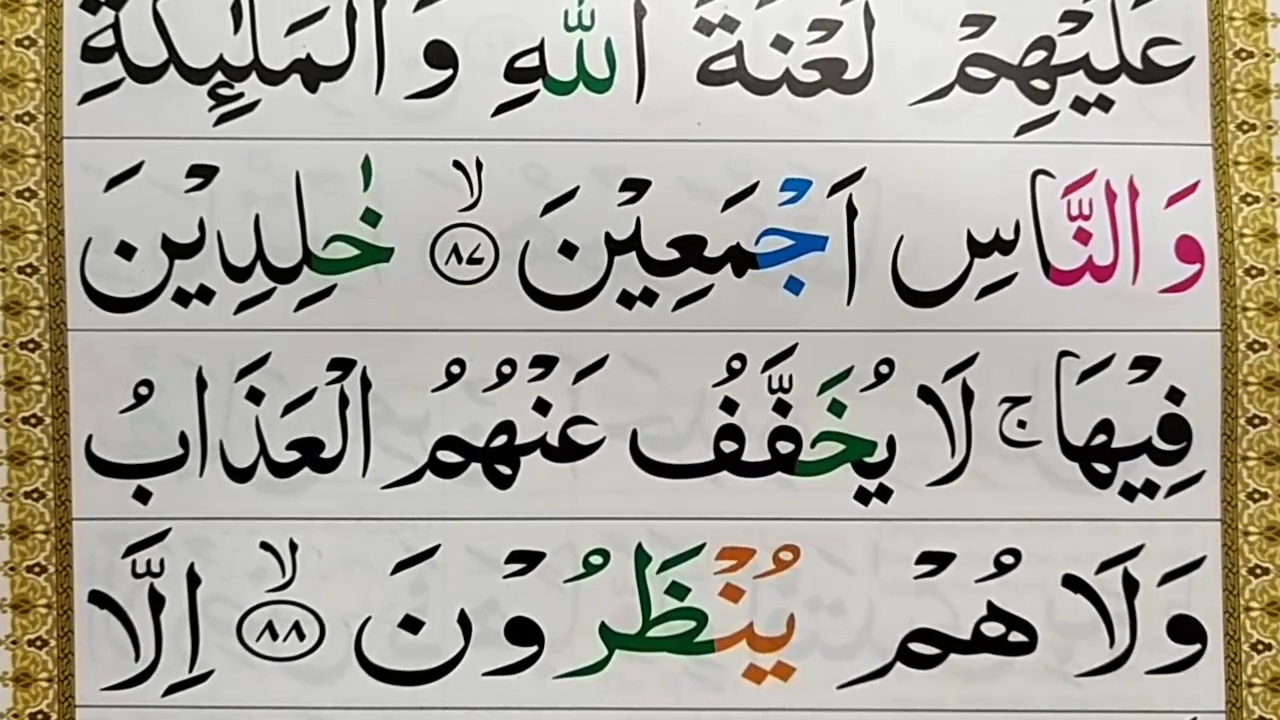 عَلَيْهِمْ لَعْنَةَ اللّٰهِ وَ الْمَلٰٓئِكَةِ
وَ النَّاسِ اَجْمَعِيْنَ ۙ﴿۸۷﴾ خٰلِدِيْنَ
فِيْهَا ۚ لَا يُخَفَّفُ عَنْهُمُ الْعَذَابُ
وَلَا هُمْ يُنْظَرُوْنَ ۙ﴿۸۸﴾ اِلَّا